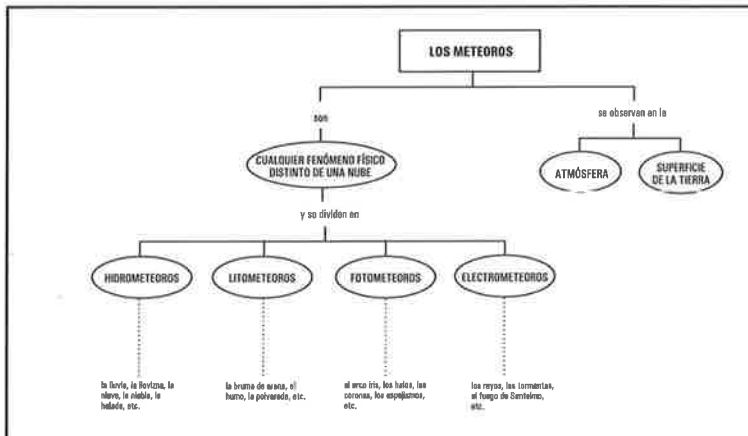 LOS METEOROS
son
se observan en la
CUALQUIER FENÓMENO FÍSICO
DISTINTO DE UNA NUBE
ATMÓSFERA
SUPERFICIE
DE LA TIERRA
y se dividen en
HIDROMETEOROS
LITOMETEOROS
FOTOMETEOROS
ELECTROMETEOROS
la lluvia, la llovizna, la
nieve, la niebla, la
helada, etc.
la bruma de arena, el
humo, la polvareda, etc.
el arco iris, los halos, las
coronas, los espejismos,
etc.
los rayos, las tormentas,
el fuego de Santelmo,
etc.